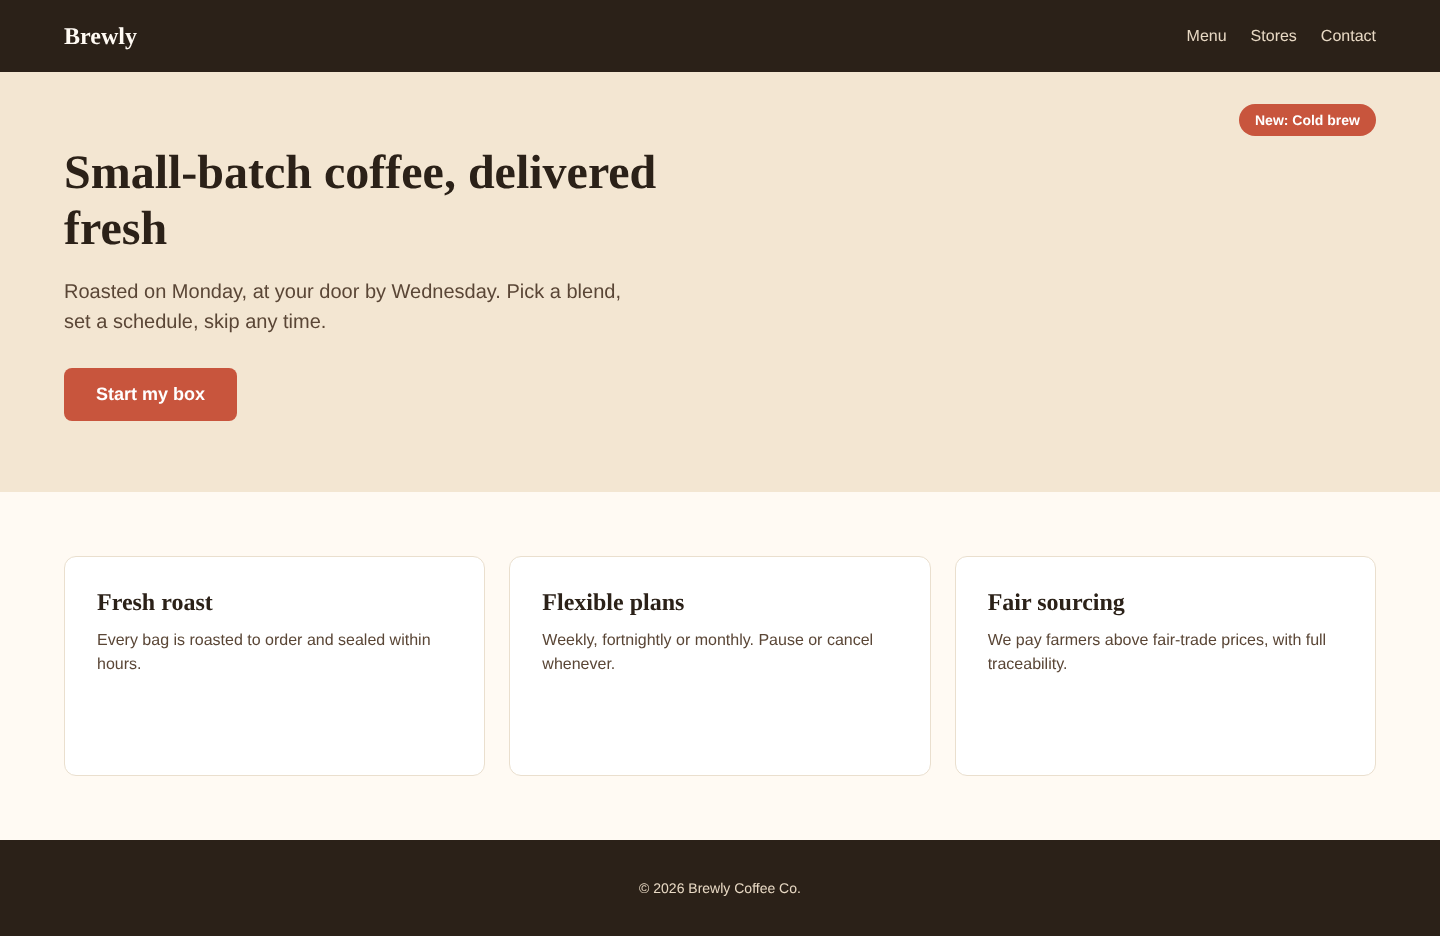 Brewly
Menu Stores Contact
New: Cold brew
Small-batch coffee, delivered
fresh
Roasted on Monday, at your door by Wednesday. Pick a blend,
set a schedule, skip any time.
Start my box
Fresh roast
Every bag is roasted to order and sealed within
hours.
Flexible plans
Weekly, fortnightly or monthly. Pause or cancel
whenever.
Fair sourcing
We pay farmers above fair-trade prices, with full
traceability.
© 2026 Brewly Coffee Co.